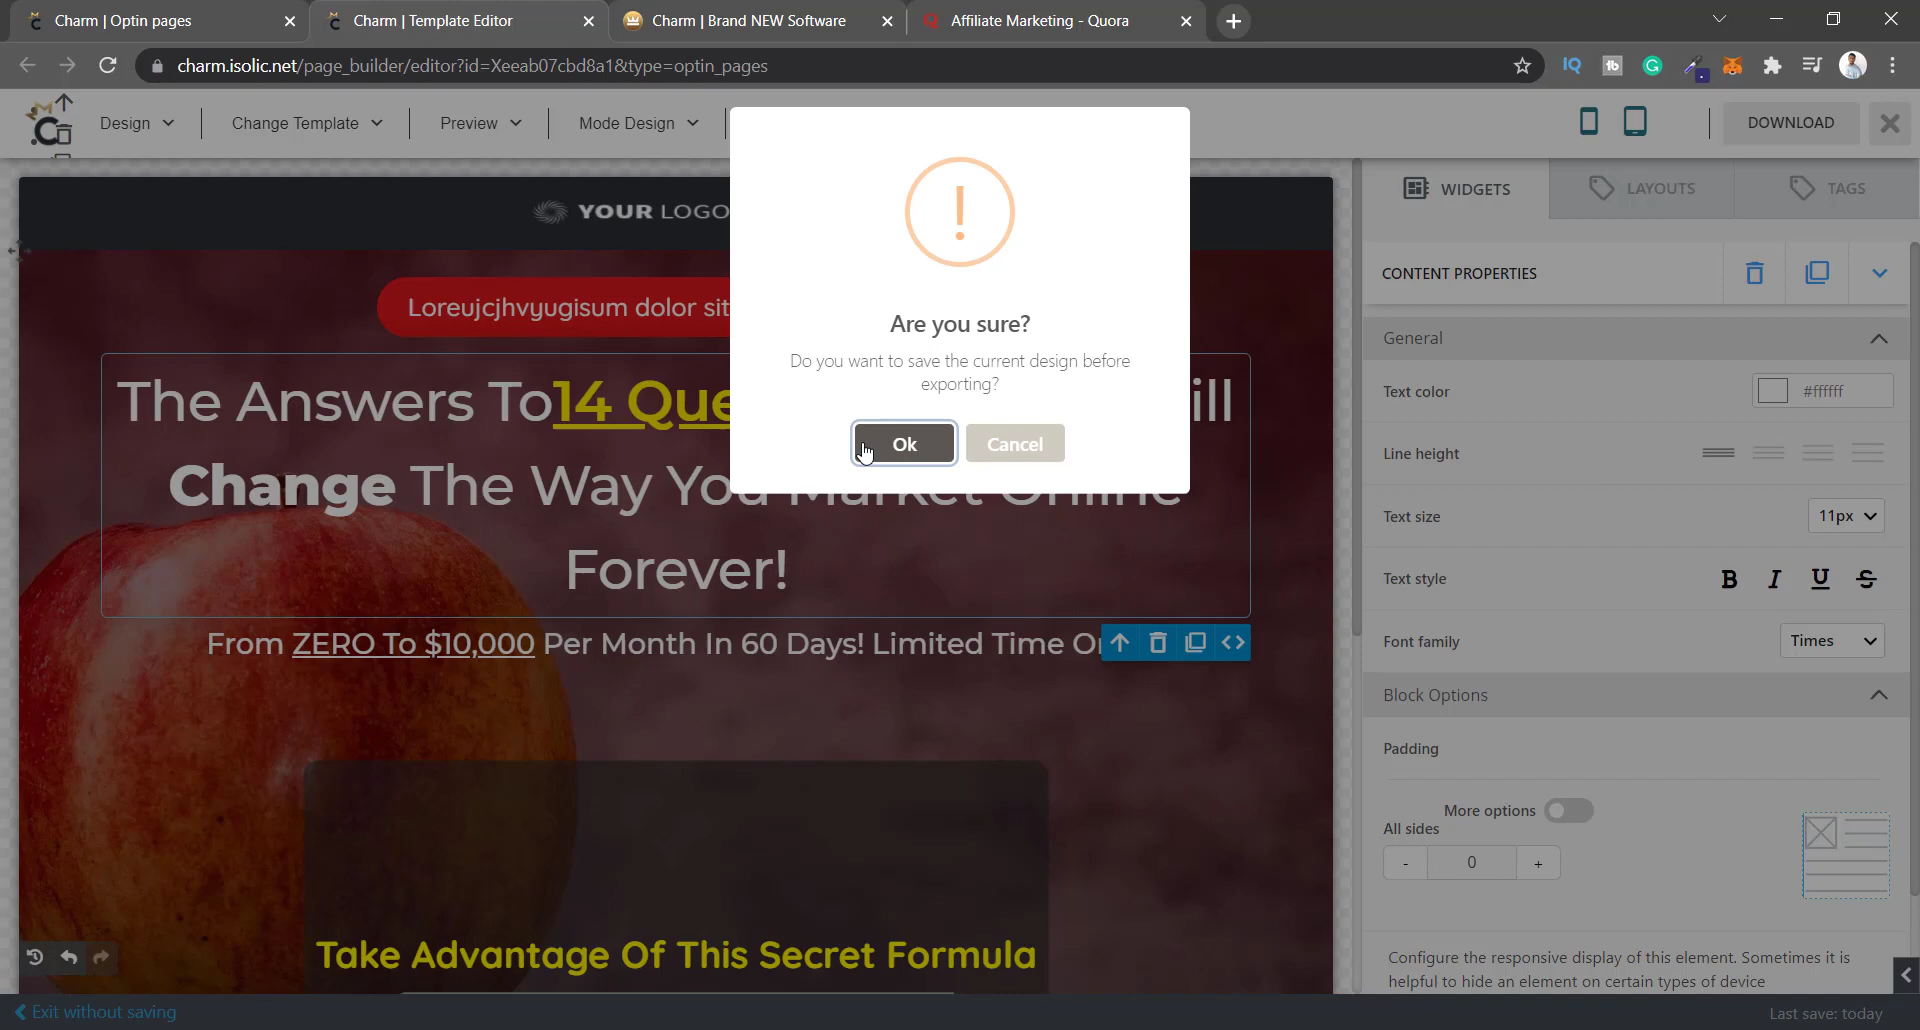 Charm | Optin pages
Charm | Template Editor
Charm | Brand NEW Software
Affiliate Marketing - Quora
charm.isolic.net/page_builder/editor?id=Xeeab07cbd8a1&type=optin_pages
Design
Change Template
Preview
Mode Design
DOWNLOAD
YOUR LOGO
Loreujcjhvyugisum dolor sit
The Answers To14 Que ill
Change The Way You Market Online
Forever!
From ZERO To $10,000 Per Month In 60 Days! Limited Time
Take Advantage Of This Secret Formula
Are you sure?
Do you want to save the current design before
exporting?
Ok
Cancel
WIDGETS
LAYOUTS
TAGS
CONTENT PROPERTIES
General
Text color
#ffffff
Line height
Text size
11px
Text style
B I U S
Font family
Times
Block Options
Padding
More options
All sides
- 0 +
Configure the responsive display of this element. Sometimes it is
helpful to hide an element on certain types of device
Exit without saving
Last save: today